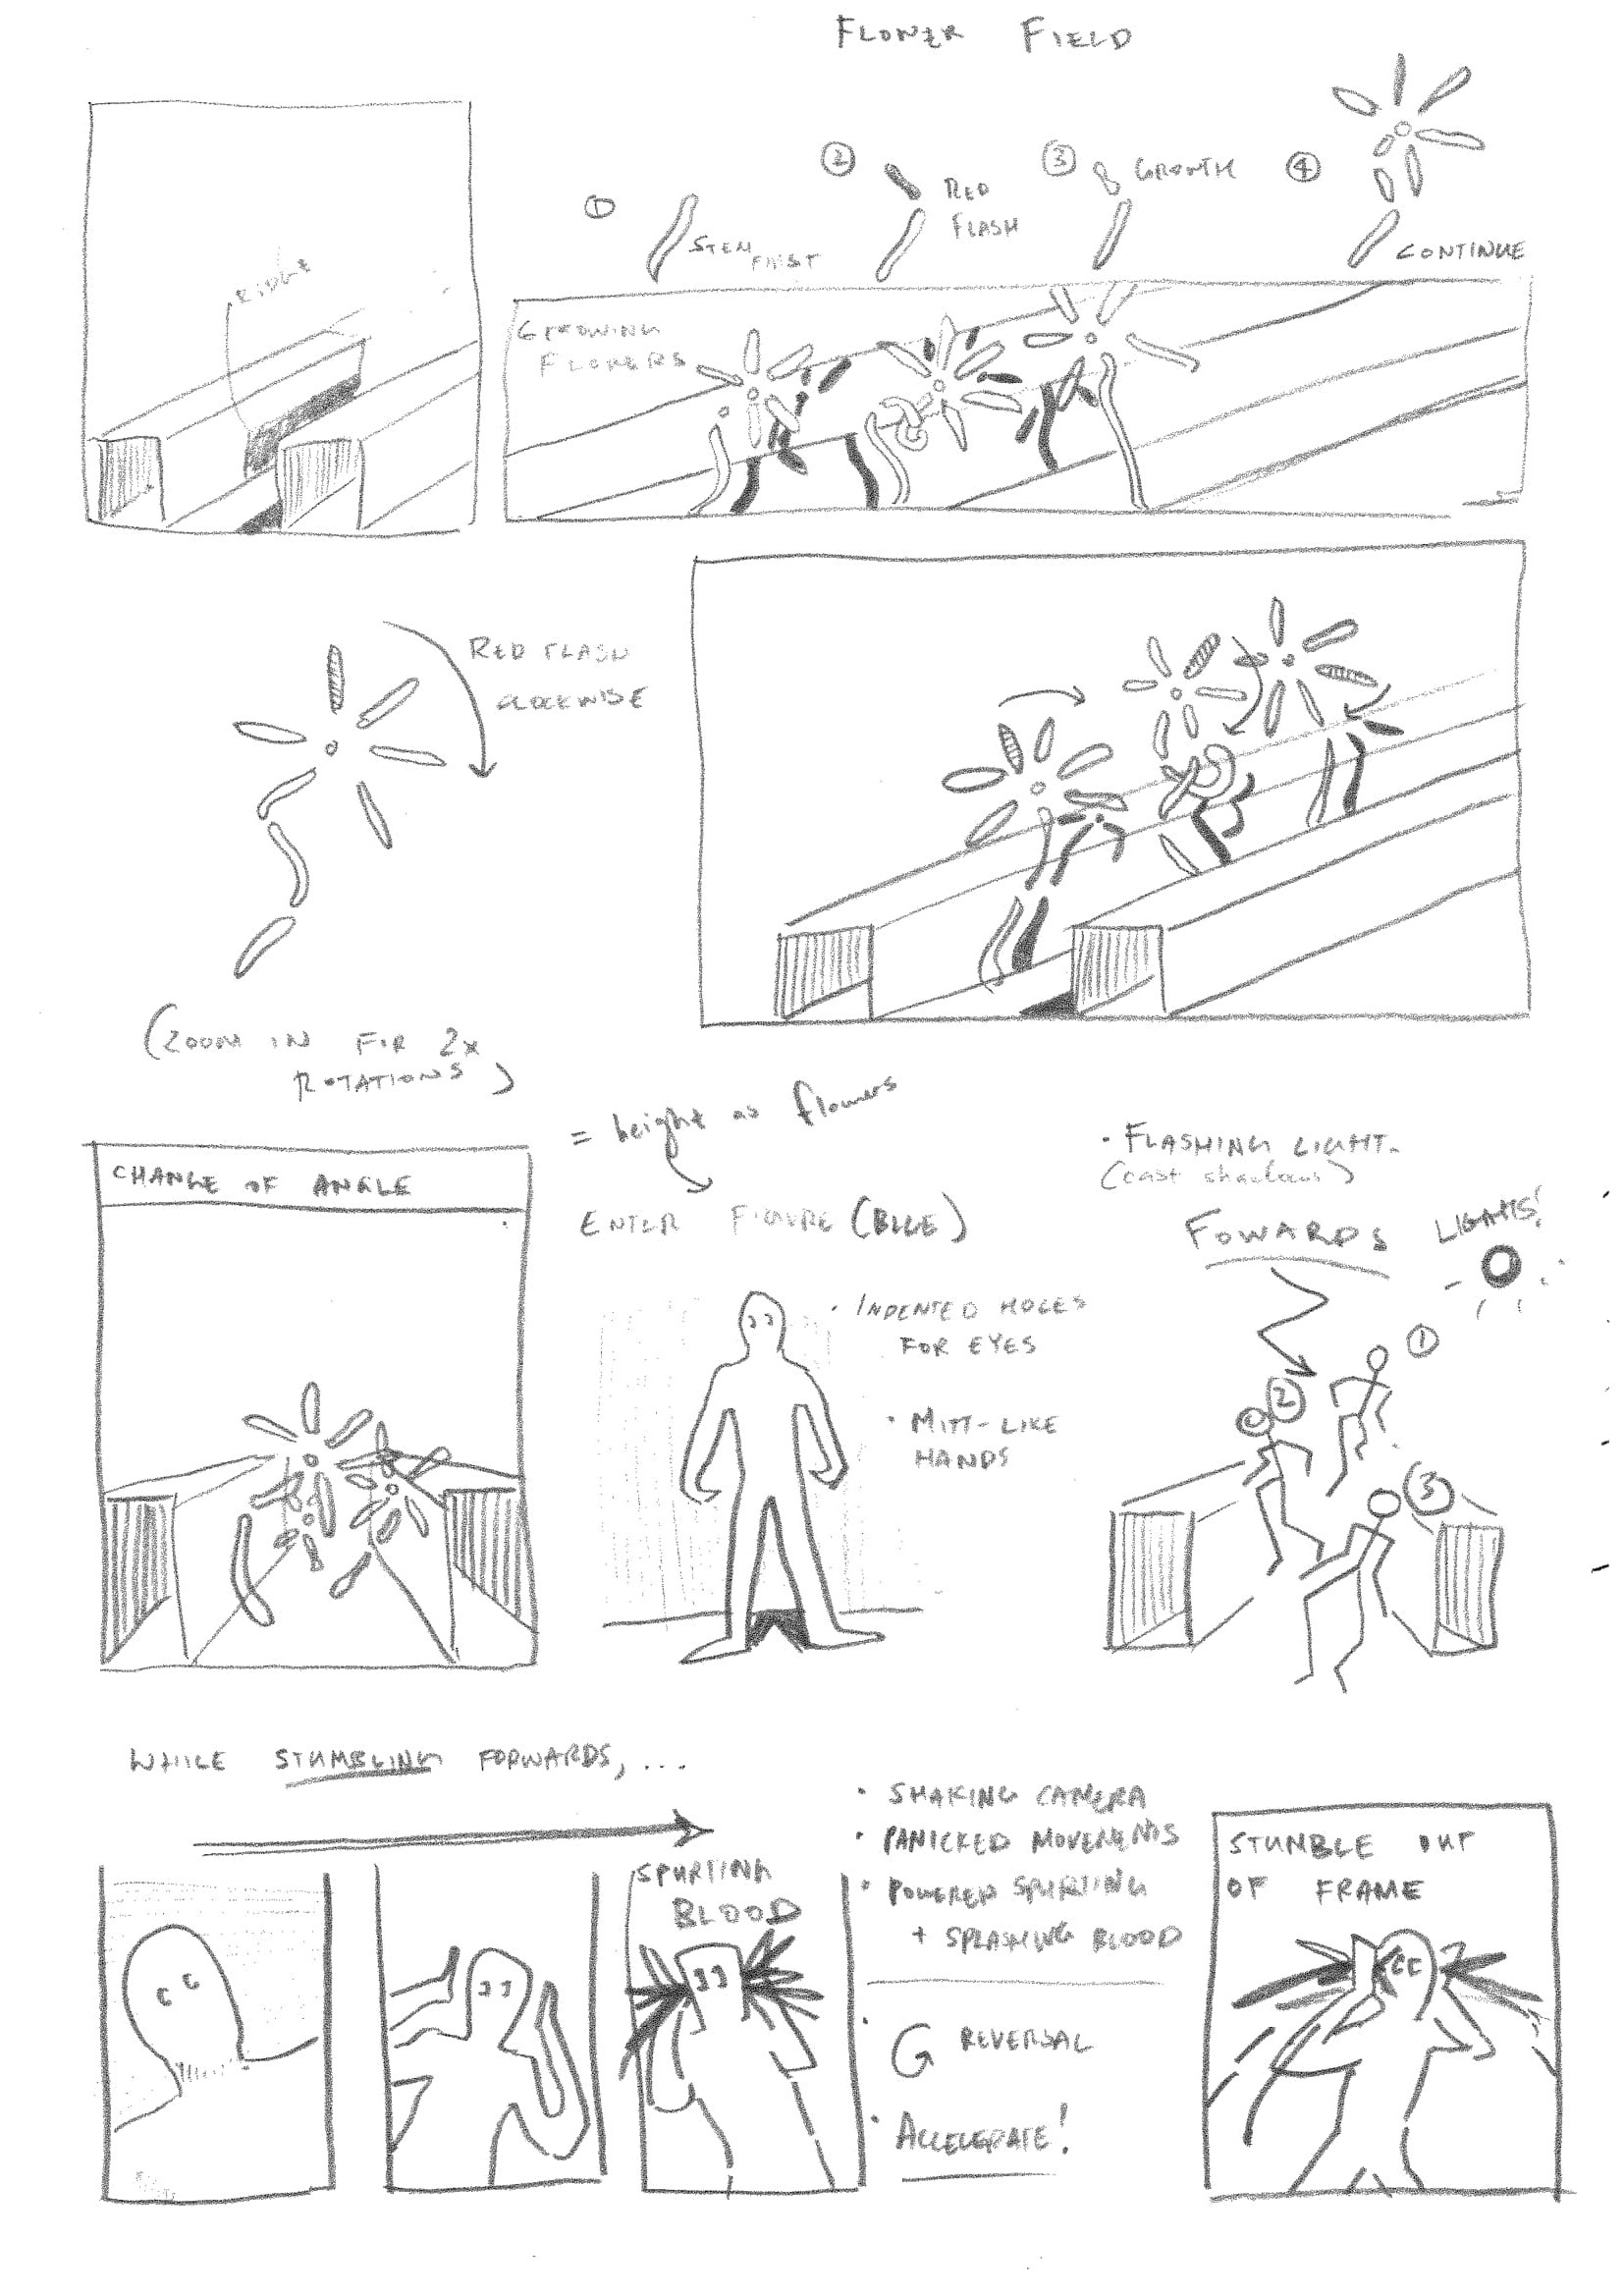 FLOWER FIELD
RIDGE
①
STEM
FIRST
②
RED
FLASH
③
GROWTH
④
CONTINUE
GROWING
FLOWERS
RED FLASH
CLOCKWISE
(ZOOM IN FOR 2x
ROTATIONS)
CHANGE OF ANGLE
= height as flowers
ENTER FIGURE (BLUE)
· INDENTED HOLES
FOR EYES
· MITT-LIKE
HANDS
· FLASHING LIGHT.
(cast shadows)
FOWARDS
LIGHTS!
①
②
③
WHILE STUMBLING FORWARDS, ...
SPURTING
BLOOD
· SHAKING CAMERA
· PANICKED MOVEMENTS
· POWERED SPURTING
+ SPLASHING BLOOD
· REVERSAL
· ACCELERATE!
STUMBLE OUT
OF FRAME